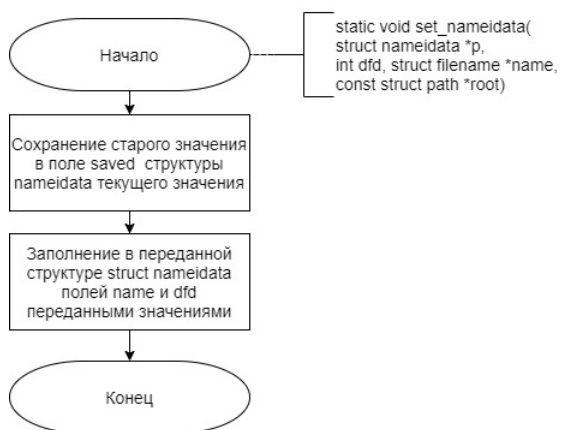 Начало
static void set_nameidata(
struct nameidata *p,
int dfd, struct filename *name,
const struct path *root)
Сохранение старого значения
в поле saved структуры
nameidata текущего значения
Заполнение в переданной
структуре struct nameidata
полей name и dfd
переданными значениями
Конец